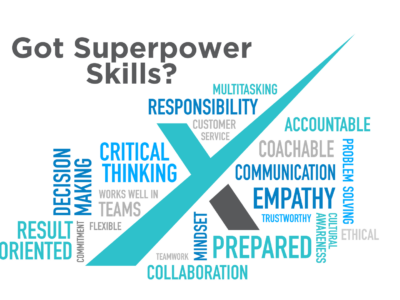 Got Superpower
Skills?
MULTITASKING
RESPONSIBILITY
CUSTOMER
SERVICE
ACCOUNTABLE
CRITICAL
THINKING
COACHABLE
PROBLEM SOLVING
DECISION
MAKING
COMMUNICATION
WORKS WELL IN
TEAMS
EMPATHY
TRUSTWORTHY
CULTURAL
AWARENESS
ETHICAL
RESULT
ORIENTED
COMMITMENT
FLEXIBLE
MINDSET
PREPARED
TEAMWORK
COLLABORATION